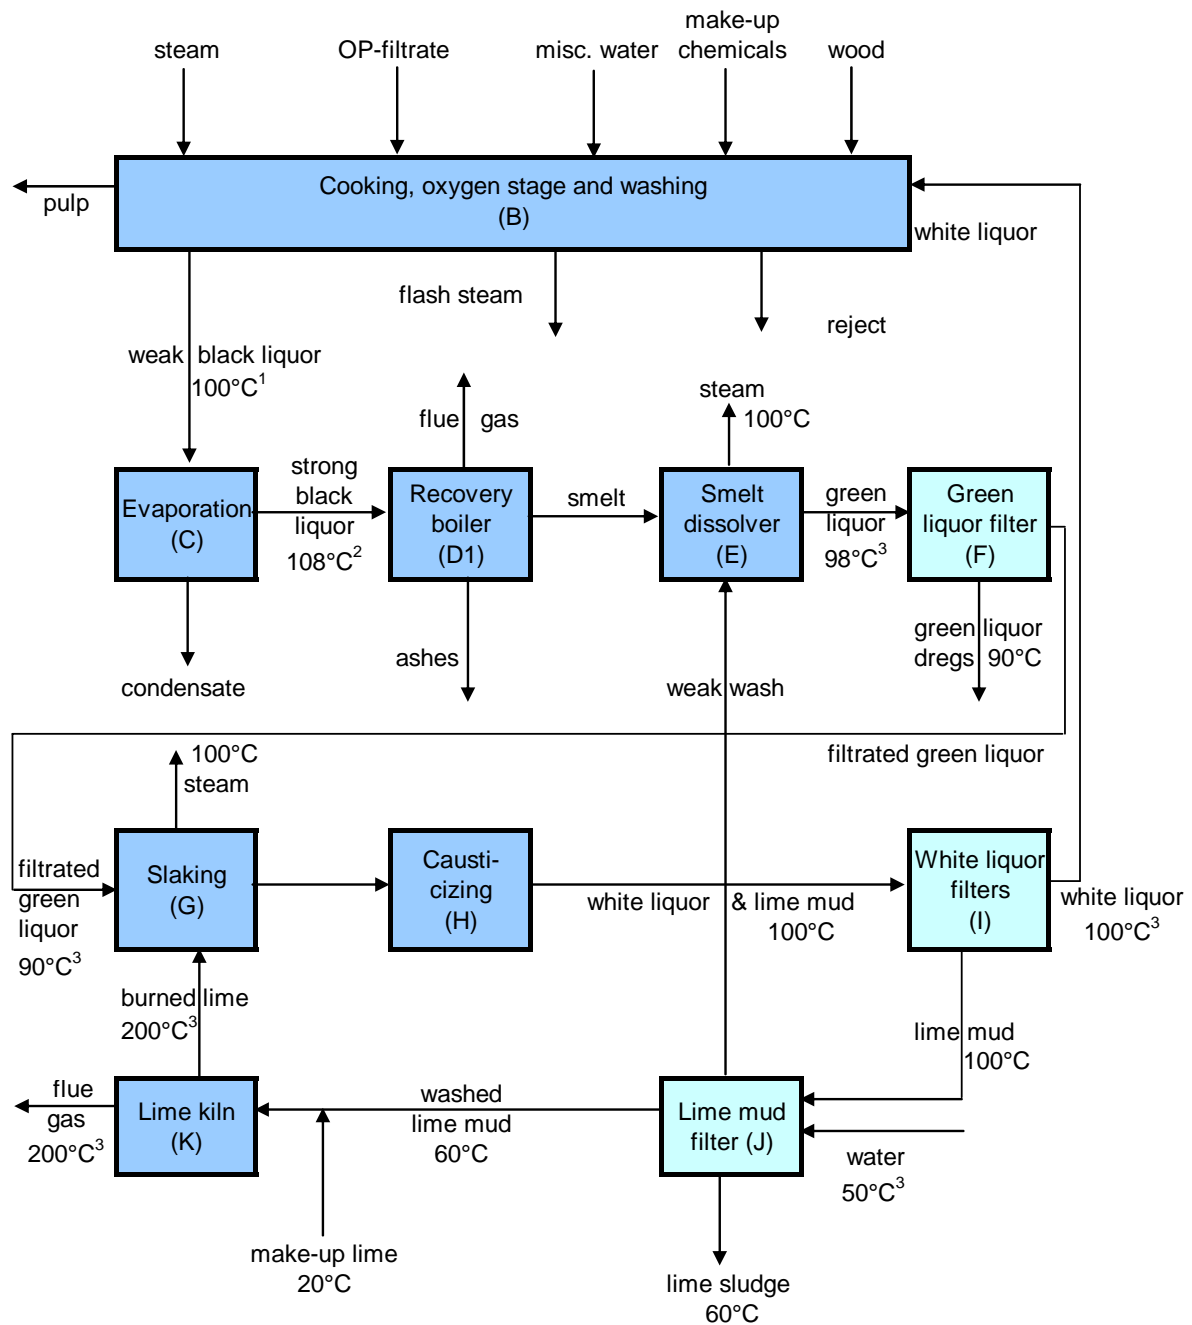 steam
OP-filtrate
misc. water
make-up
chemicals
wood
Cooking, oxygen stage and washing
(B)
pulp
white liquor
flash steam
reject
weak black liquor
100°C¹
flue gas
steam
100°C
Evaporation
(C)
strong
black
liquor
108°C²
Recovery
boiler
(D1)
smelt
Smelt
dissolver
(E)
green
liquor
98°C³
Green
liquor filter
(F)
condensate
ashes
weak wash
green liquor
dregs 90°C
filtrated green liquor
100°C
steam
filtrated
green
liquor
90°C³
Slaking
(G)
Causti-
cizing
(H)
white liquor & lime mud
100°C
White liquor
filters
(I)
white liquor
100°C³
burned lime
200°C³
lime mud
100°C
flue
gas
200°C³
Lime kiln
(K)
washed
lime mud
60°C
Lime mud
filter (J)
water
50°C³
make-up lime
20°C
lime sludge
60°C